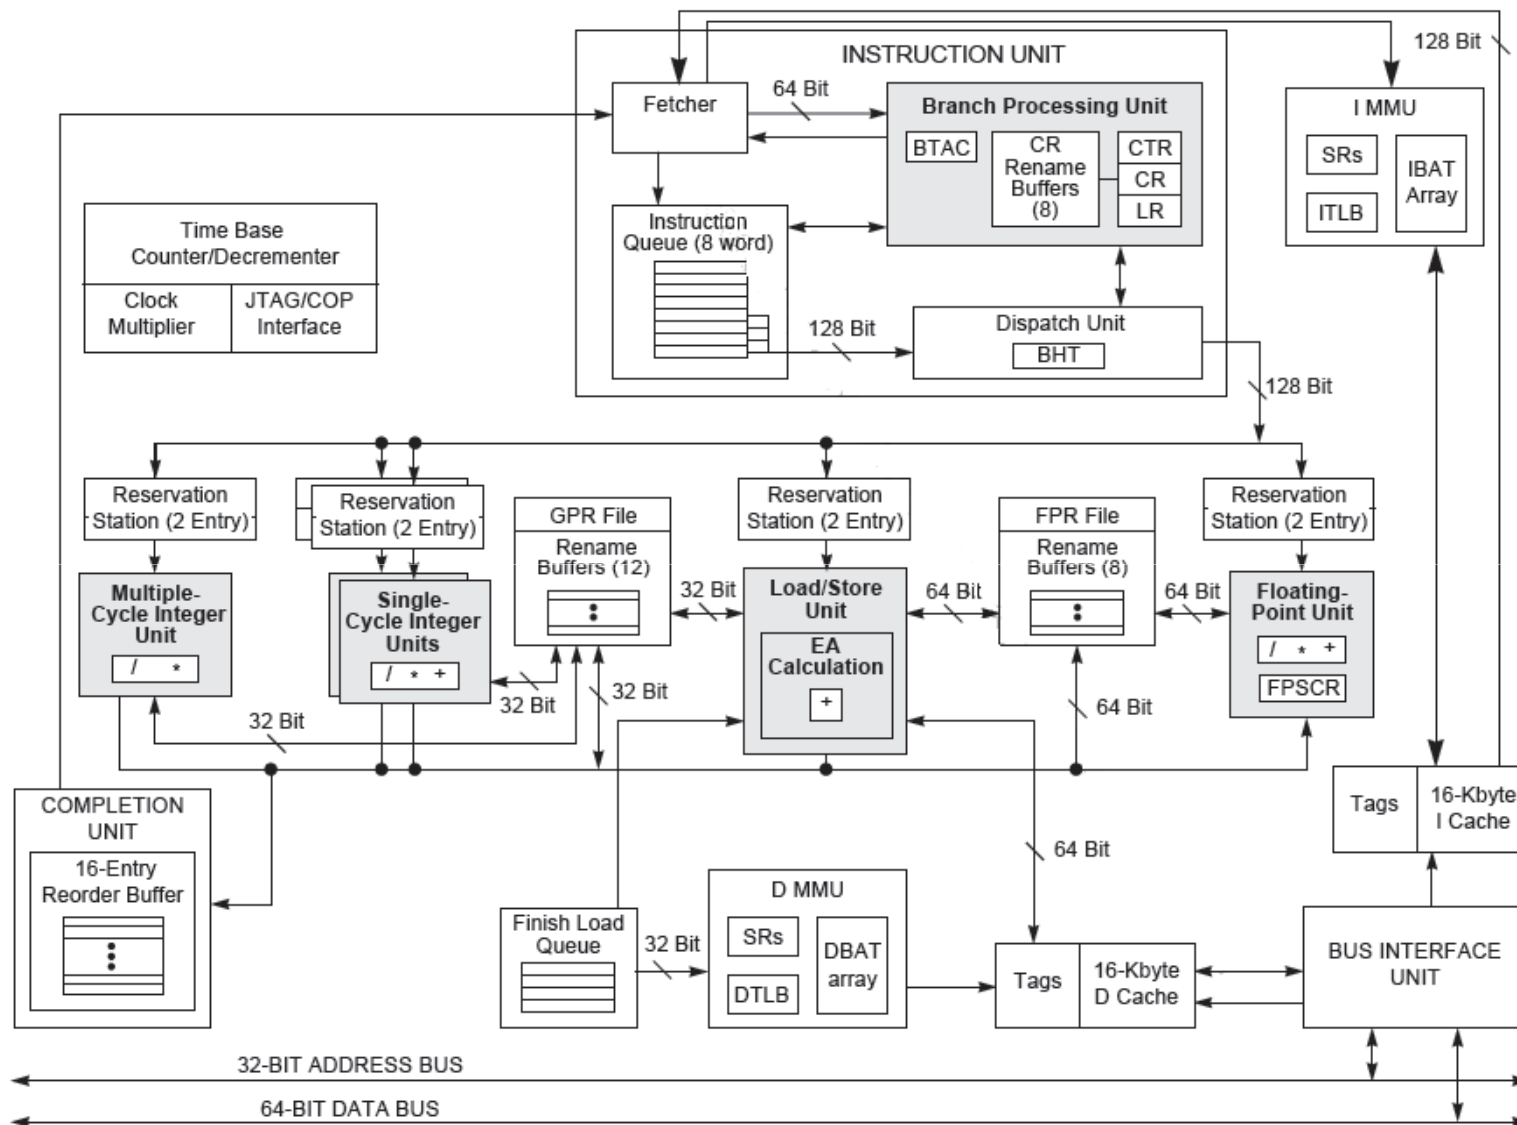 128 Bit
INSTRUCTION UNIT
Fetcher
64 Bit
Branch Processing Unit
BTAC
CR
Rename
Buffers
(8)
CTR
CR
LR
I MMU
SRs
ITLB
IBAT
Array
Instruction
Queue (8 word)
128 Bit
Dispatch Unit
BHT
128 Bit
Time Base
Counter/Decrementer
Clock
Multiplier
JTAG/COP
Interface
Reservation
Station (2 Entry)
Reservation
Station (2 Entry)
GPR File
Rename
Buffers (12)
Reservation
Station (2 Entry)
FPR File
Rename
Buffers (8)
Reservation
Station (2 Entry)
Multiple-
Cycle Integer
Unit
/ *
Single-
Cycle Integer
Units
/ * +
32 Bit
32 Bit
32 Bit
32 Bit
Load/Store
Unit
EA
Calculation
+
64 Bit
64 Bit
64 Bit
Floating-
Point Unit
/ * +
FPSCR
COMPLETION
UNIT
16-Entry
Reorder Buffer
Finish Load
Queue
32 Bit
D MMU
SRs
DTLB
DBAT
array
64 Bit
Tags
16-Kbyte
D Cache
Tags
16-Kbyte
I Cache
BUS INTERFACE
UNIT
32-BIT ADDRESS BUS
64-BIT DATA BUS